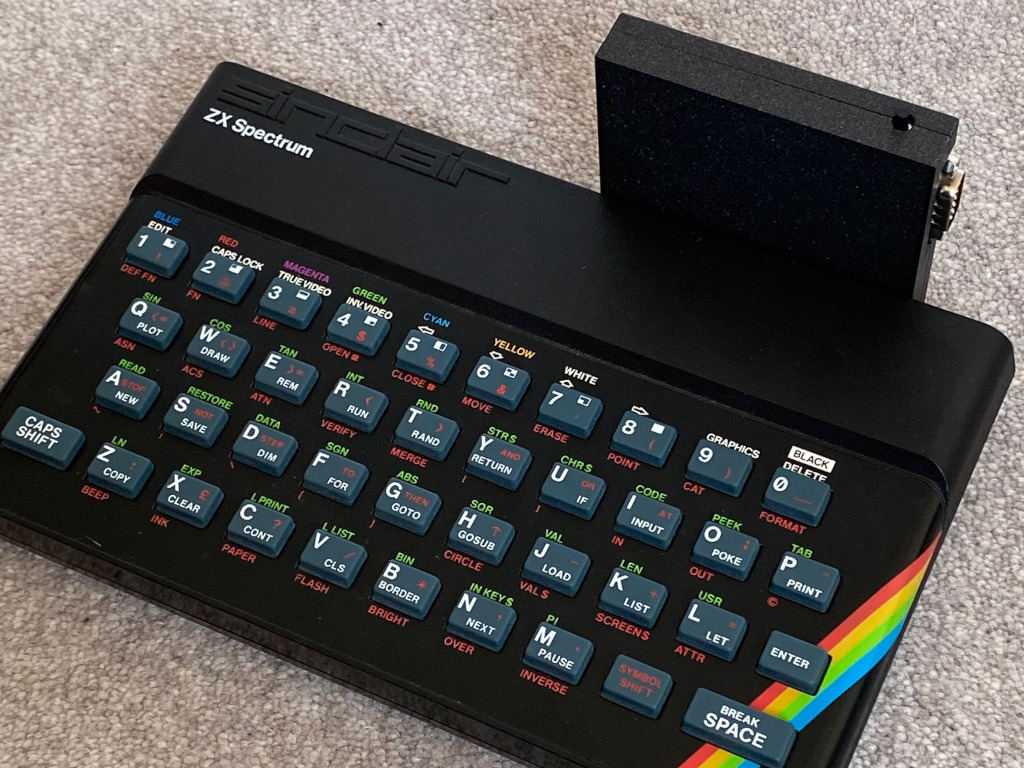 sinclair
ZX Spectrum
BLUE RED MAGENTA GREEN CYAN YELLOW WHITE BLACK
EDIT CAPS LOCK TRUE VIDEO INV. VIDEO GRAPHICS DELETE
1 ! 2 @ 3 # 4 $ 5 % 6 & 7 8 ( 9 ) 0 _
DEF FN FN LINE OPEN # CLOSE # MOVE ERASE POINT CAT FORMAT
SIN COS TAN INT RND STR $ CHR $ CODE PEEK TAB
Q <= W <> E >= R < T > Y AND U OR I AT O ; P "
PLOT DRAW REM RUN RAND RETURN IF INPUT POKE PRINT
ASN ACS ATN VERIFY MERGE [ ] IN OUT ©
READ RESTORE DATA SGN ABS SOR VAL LEN USR
A STOP S NOT D STEP F TO G THEN H ↑ J – K + L = ENTER
NEW SAVE DIM FOR GOTO GOSUB LOAD LIST LET
~ | \ { } CIRCLE VAL $ SCREEN $ ATTR
LN EXP L PRINT L LIST BIN IN KEY $ PI
CAPS SHIFT Z : X £ C ? V / B * N , M . SYMBOL SHIFT BREAK SPACE
COPY CLEAR CONT CLS BORDER NEXT PAUSE
BEEP INK PAPER FLASH BRIGHT OVER INVERSE